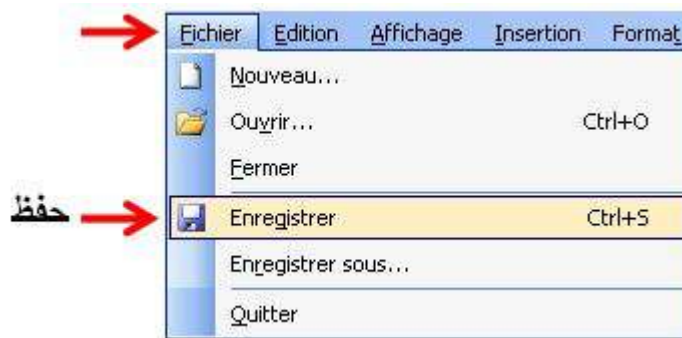 Fichier Edition Affichage Insertion Format
Nouveau...
Ouvrir... Ctrl+O
Fermer
حفظ Enregistrer Ctrl+S
Enregistrer sous...
Quitter